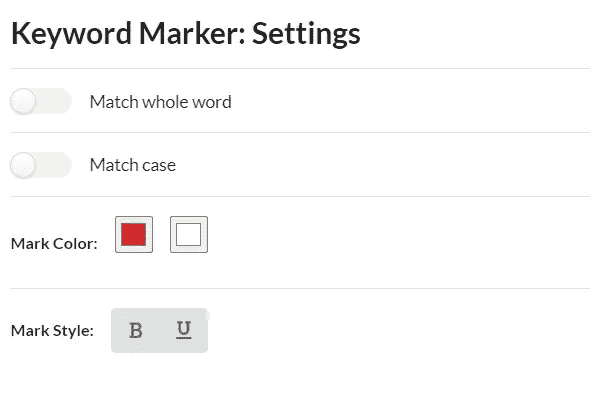 Keyword Marker: Settings
Match whole word
Match case
Mark Color:
Mark Style: B U